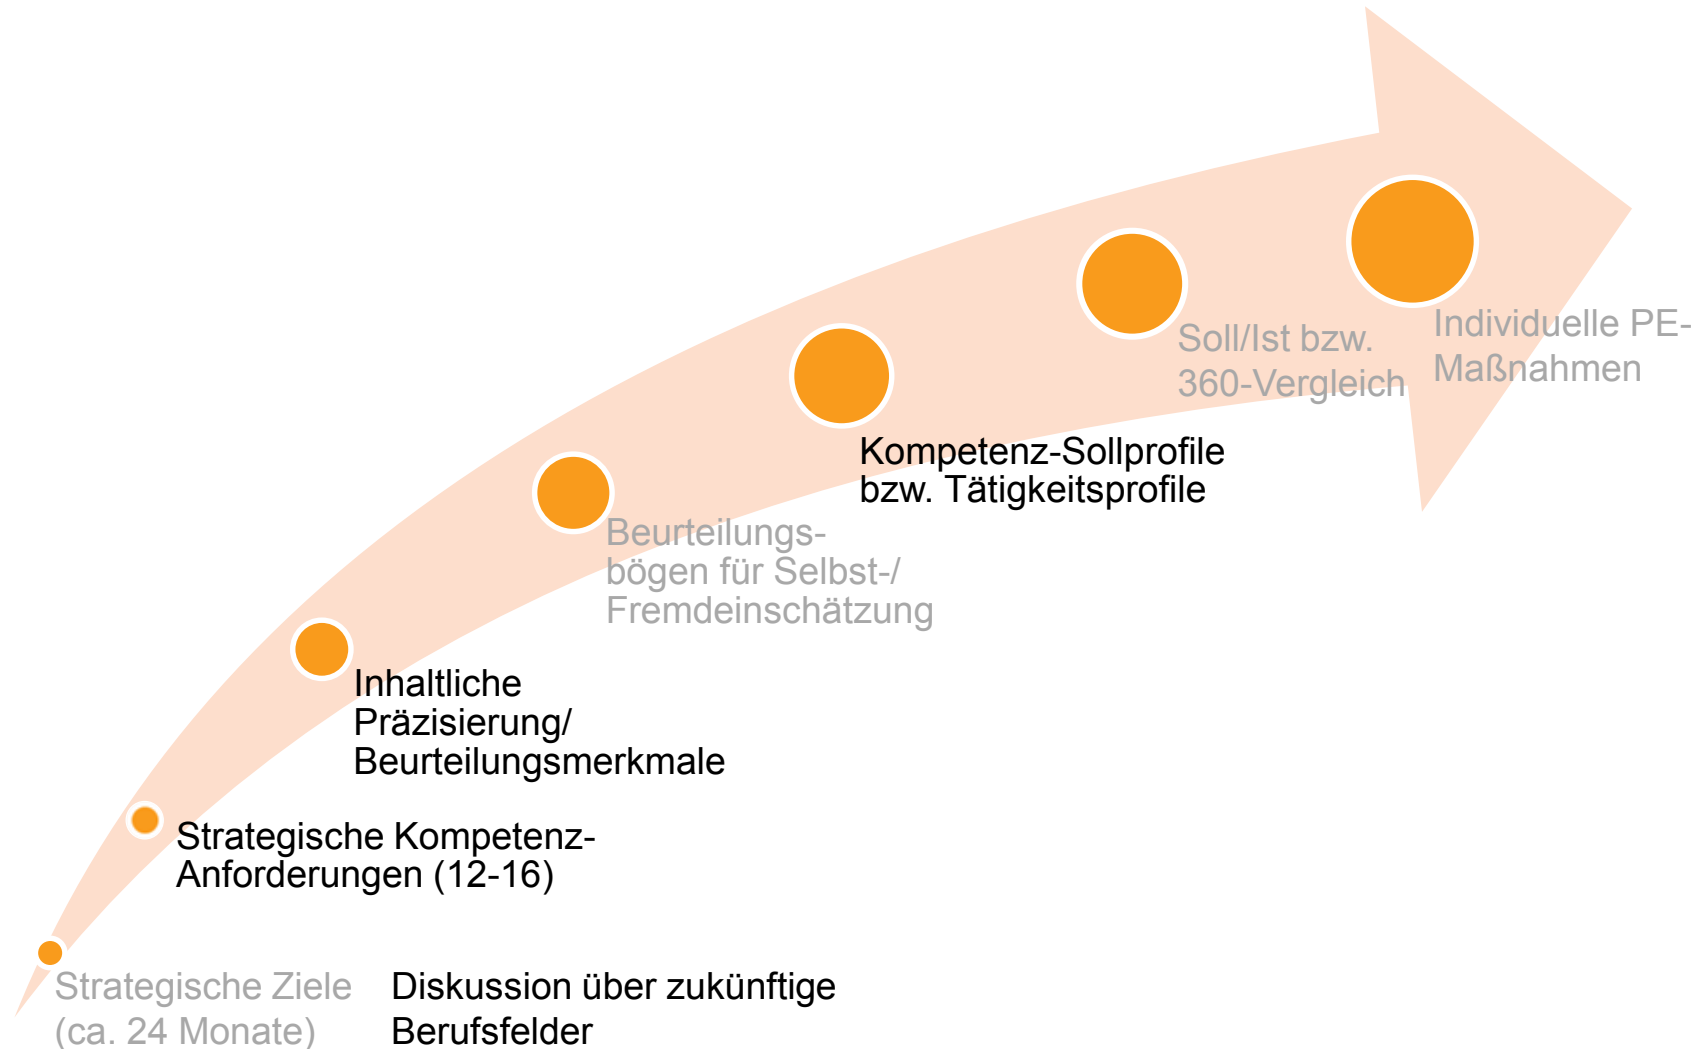 Individuelle PE-
Maßnahmen
Soll/Ist bzw.
360-Vergleich
Kompetenz-Sollprofile
bzw. Tätigkeitsprofile
Beurteilungs-
bögen für Selbst-/
Fremdeinschätzung
Inhaltliche
Präzisierung/
Beurteilungsmerkmale
Strategische Kompetenz-
Anforderungen (12-16)
Strategische Ziele
(ca. 24 Monate)
Diskussion über zukünftige
Berufsfelder